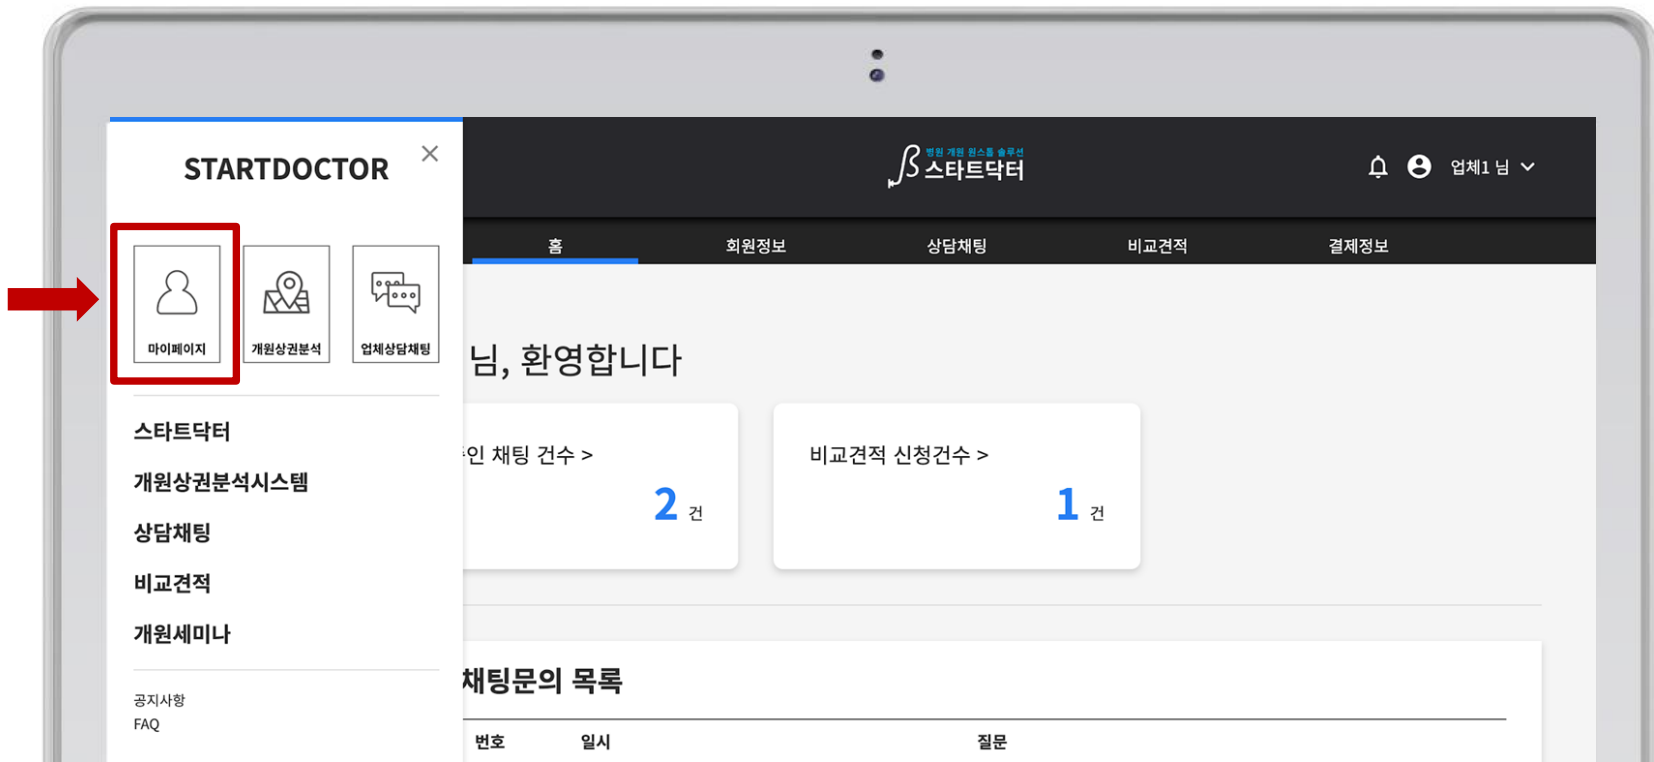 STARTDOCTOR
마이페이지
개원상권분석
업체상담채팅
스타트닥터
개원상권분석시스템
상담채팅
비교견적
개원세미나
공지사항
FAQ
병원 개원 원스톱 솔루션
스타트닥터
업체1 님
홈
회원정보
상담채팅
비교견적
결제정보
님, 환영합니다
인 채팅 건수 >
2 건
비교견적 신청건수 >
1 건
채팅문의 목록
번호 일시 질문